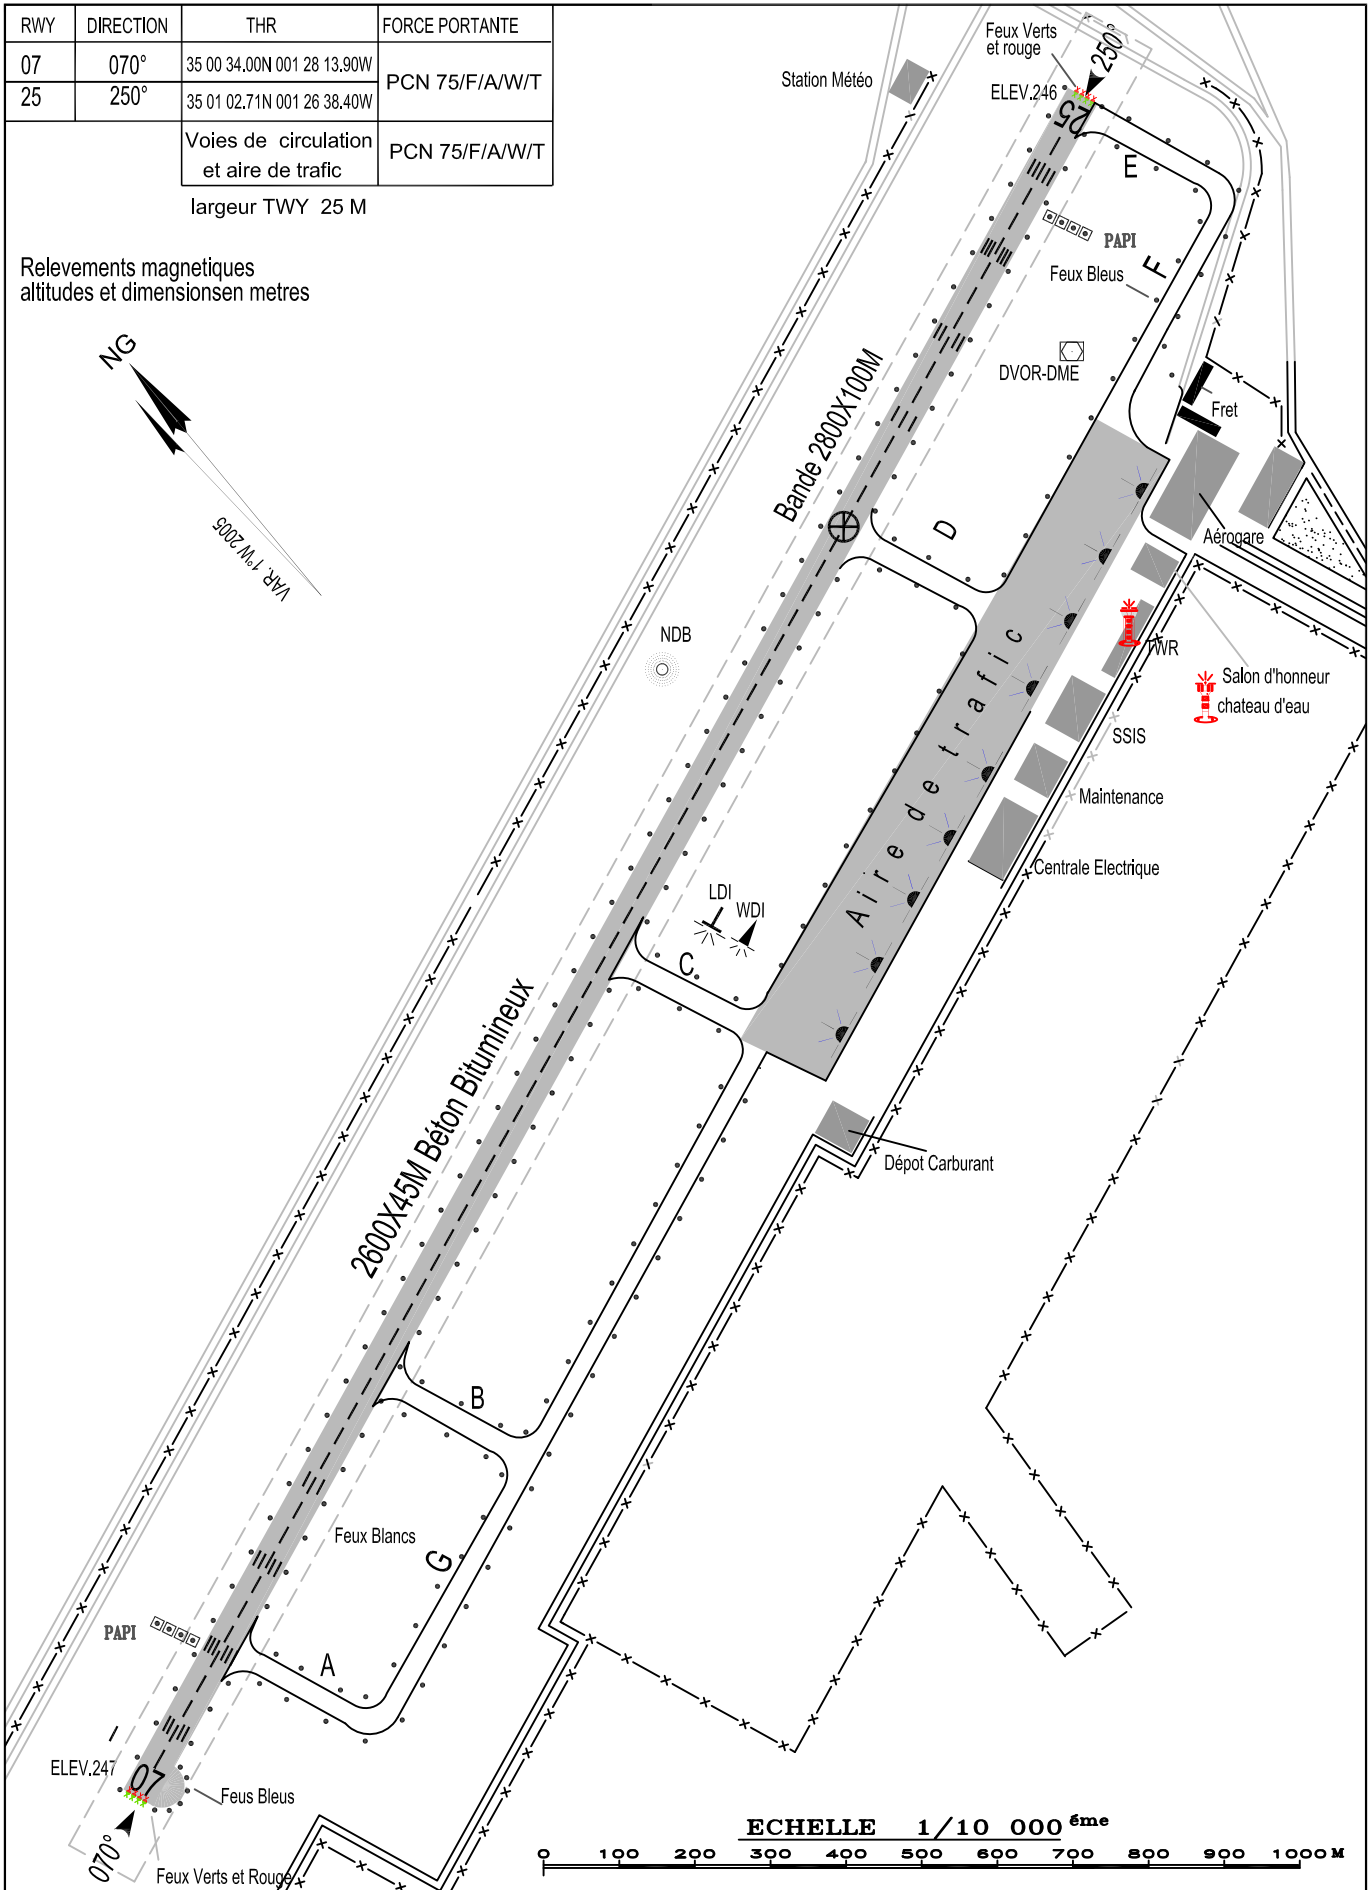 RWY DIRECTION THR FORCE PORTANTE
07 070° 35 00 34.00N 001 28 13.90W PCN 75/F/A/W/T
25 250° 35 01 02.71N 001 26 38.40W
Voies de circulation
et aire de trafic
PCN 75/F/A/W/T
largeur TWY 25 M
Relevements magnetiques
altitudes et dimensionsen metres
NG
VAR. 1°W 2005
Feux Verts
et rouge
250°
Station Météo
ELEV.246
25
E
PAPI
F
Feux Bleus
DVOR-DME
Fret
Bande 2800X100M
D
Aérogare
NDB
TWR
Salon d'honneur
chateau d'eau
SSIS
Aire de trafic
Maintenance
Centrale Electrique
LDI
WDI
C
2600X45M Béton Bitumineux
Dépot Carburant
B
Feux Blancs
G
PAPI
A
ELEV.247
07
Feus Bleus
070°
Feux Verts et Rouge
ECHELLE 1/10 000 éme
0 100 200 300 400 500 600 700 800 900 1000 M